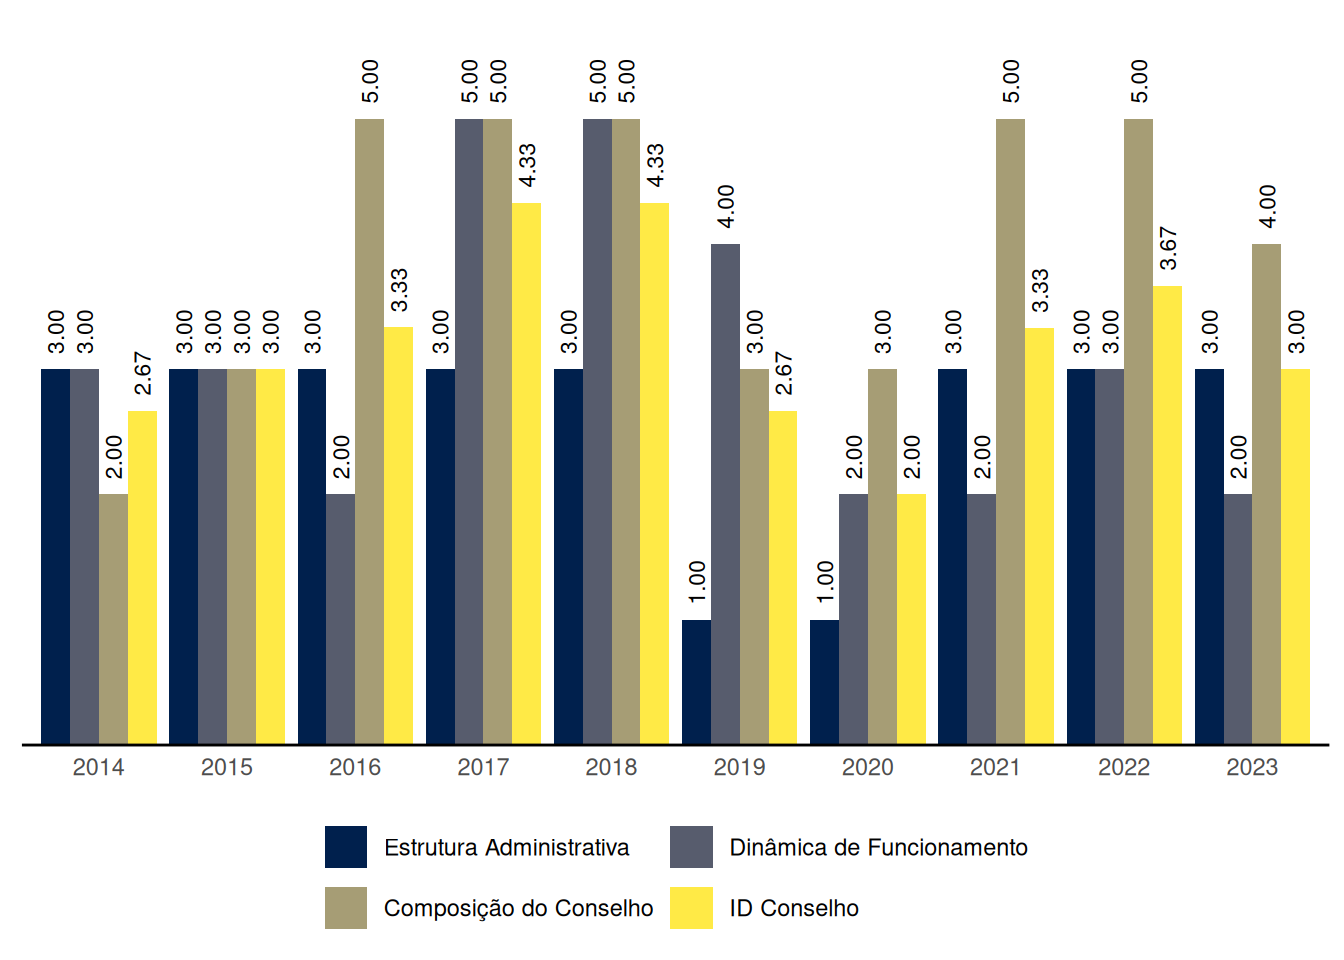 3.00 3.00 2.00 2.67
3.00 3.00 3.00 3.00
3.00 2.00 5.00 3.33
3.00 5.00 5.00 4.33
3.00 5.00 5.00 4.33
1.00 4.00 3.00 2.67
1.00 2.00 3.00 2.00
3.00 2.00 5.00 3.33
3.00 3.00 5.00 3.67
3.00 2.00 4.00 3.00
2014 2015 2016 2017 2018 2019 2020 2021 2022 2023
Estrutura Administrativa Dinâmica de Funcionamento
Composição do Conselho ID Conselho